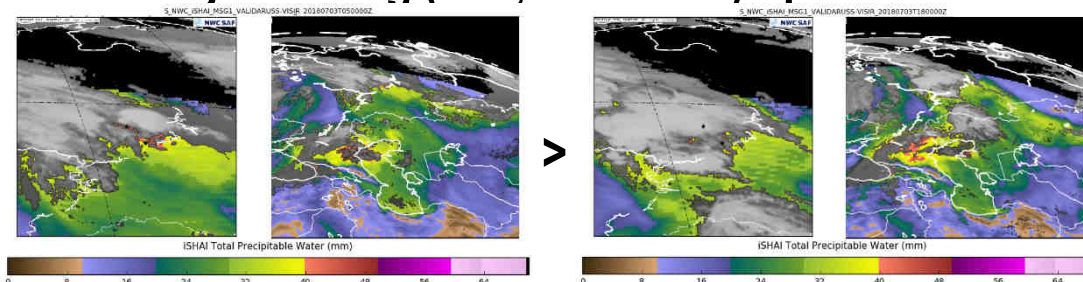 S_NWC_iSHAI_MSG1_VALIDARUSS-VISIR_20180703T050000Z
NWC SAF
iSHAI Total Precipitable Water (mm)
0 8 16 24 32 40 48 56 64
>
S_NWC_iSHAI_MSG1_VALIDARUSS-VISIR_20180703T180000Z
NWC SAF
iSHAI Total Precipitable Water (mm)
0 8 16 24 32 40 48 56 64